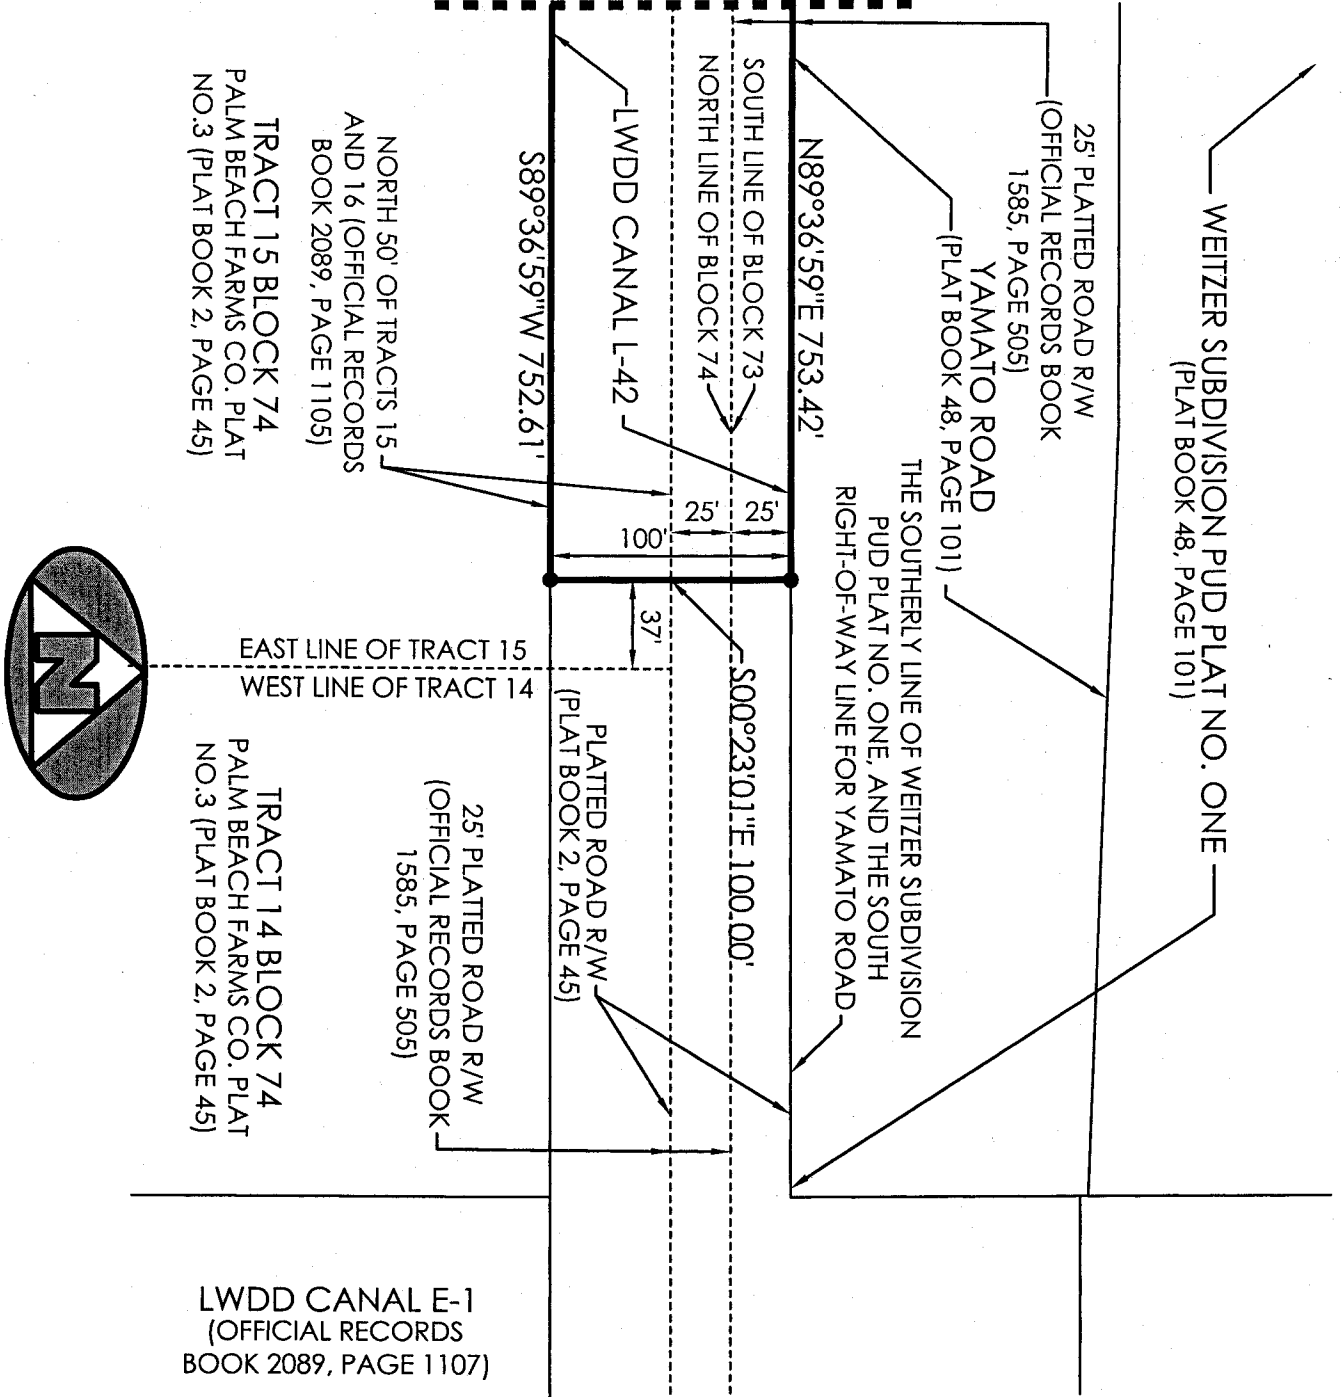 WEITZER SUBDIVISION PUD PLAT NO. ONE
(PLAT BOOK 48, PAGE 101)
25' PLATTED ROAD R/W
(OFFICIAL RECORDS BOOK
1585, PAGE 505)
YAMATO ROAD
(PLAT BOOK 48, PAGE 101)
THE SOUTHERLY LINE OF WEITZER SUBDIVISION
PUD PLAT NO. ONE, AND THE SOUTH
RIGHT-OF-WAY LINE FOR YAMATO ROAD
N89°36'59"E 753.42'
SOUTH LINE OF BLOCK 73
NORTH LINE OF BLOCK 74
25'
25'
100'
S00°23'01"E 100.00'
LWDD CANAL L-42
37'
PLATTED ROAD R/W
(PLAT BOOK 2, PAGE 45)
S89°36'59"W 752.61'
NORTH 50' OF TRACTS 15
AND 16 (OFFICIAL RECORDS
BOOK 2089, PAGE 1105)
25' PLATTED ROAD R/W
(OFFICIAL RECORDS BOOK
1585, PAGE 505)
EAST LINE OF TRACT 15
WEST LINE OF TRACT 14
TRACT 15 BLOCK 74
PALM BEACH FARMS CO. PLAT
NO.3 (PLAT BOOK 2, PAGE 45)
TRACT 14 BLOCK 74
PALM BEACH FARMS CO. PLAT
NO.3 (PLAT BOOK 2, PAGE 45)
LWDD CANAL E-1
(OFFICIAL RECORDS
BOOK 2089, PAGE 1107)
N